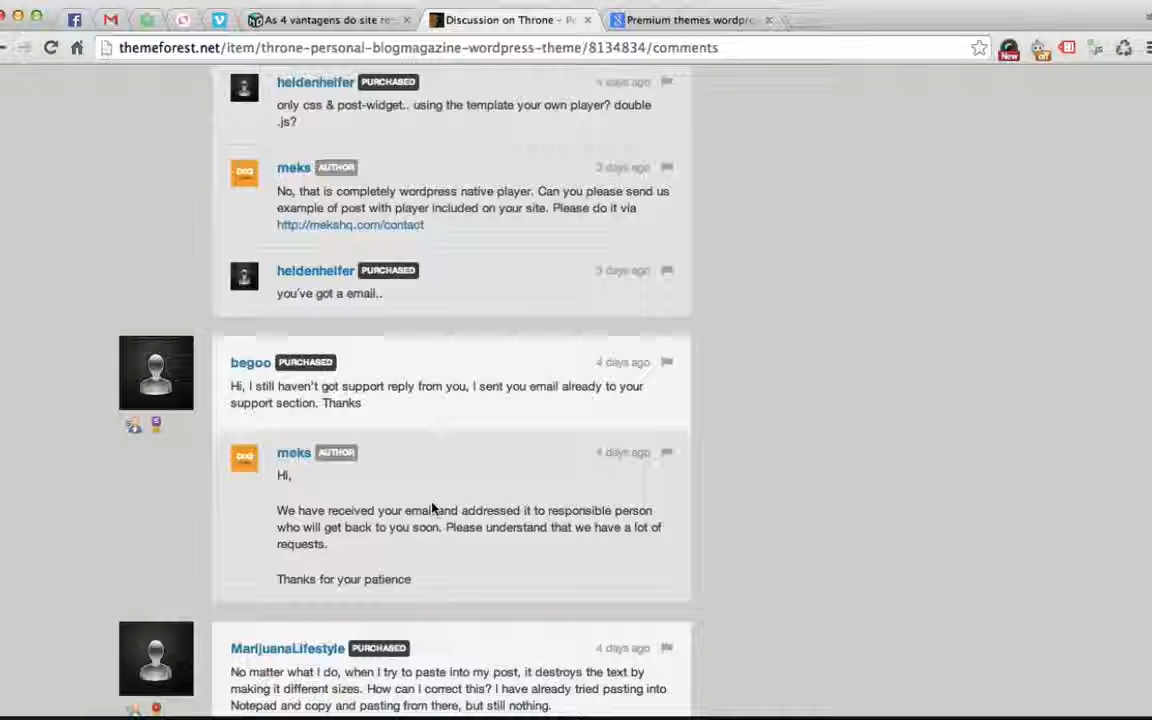 As 4 vantagens do site re
Discussion on Throne - Pe
Premium themes wordpre
themeforest.net/item/throne-personal-blogmagazine-wordpress-theme/8134834/comments
New
off
heldenhelfer PURCHASED 4 days ago
only css & post-widget.. using the template your own player? double
.js?
meks AUTHOR 3 days ago
No, that is completely wordpress native player. Can you please send us
example of post with player included on your site. Please do it via
http://mekshq.com/contact
heldenhelfer PURCHASED 3 days ago
you've got a email..
begoo PURCHASED 4 days ago
Hi, I still haven't got support reply from you, I sent you email already to your
support section. Thanks
meks AUTHOR 4 days ago
Hi,
We have received your email and addressed it to responsible person
who will get back to you soon. Please understand that we have a lot of
requests.
Thanks for your patience
MarijuanaLifestyle PURCHASED 4 days ago
No matter what I do, when I try to paste into my post, it destroys the text by
making it different sizes. How can I correct this? I have already tried pasting into
Notepad and copy and pasting from there, but still nothing.